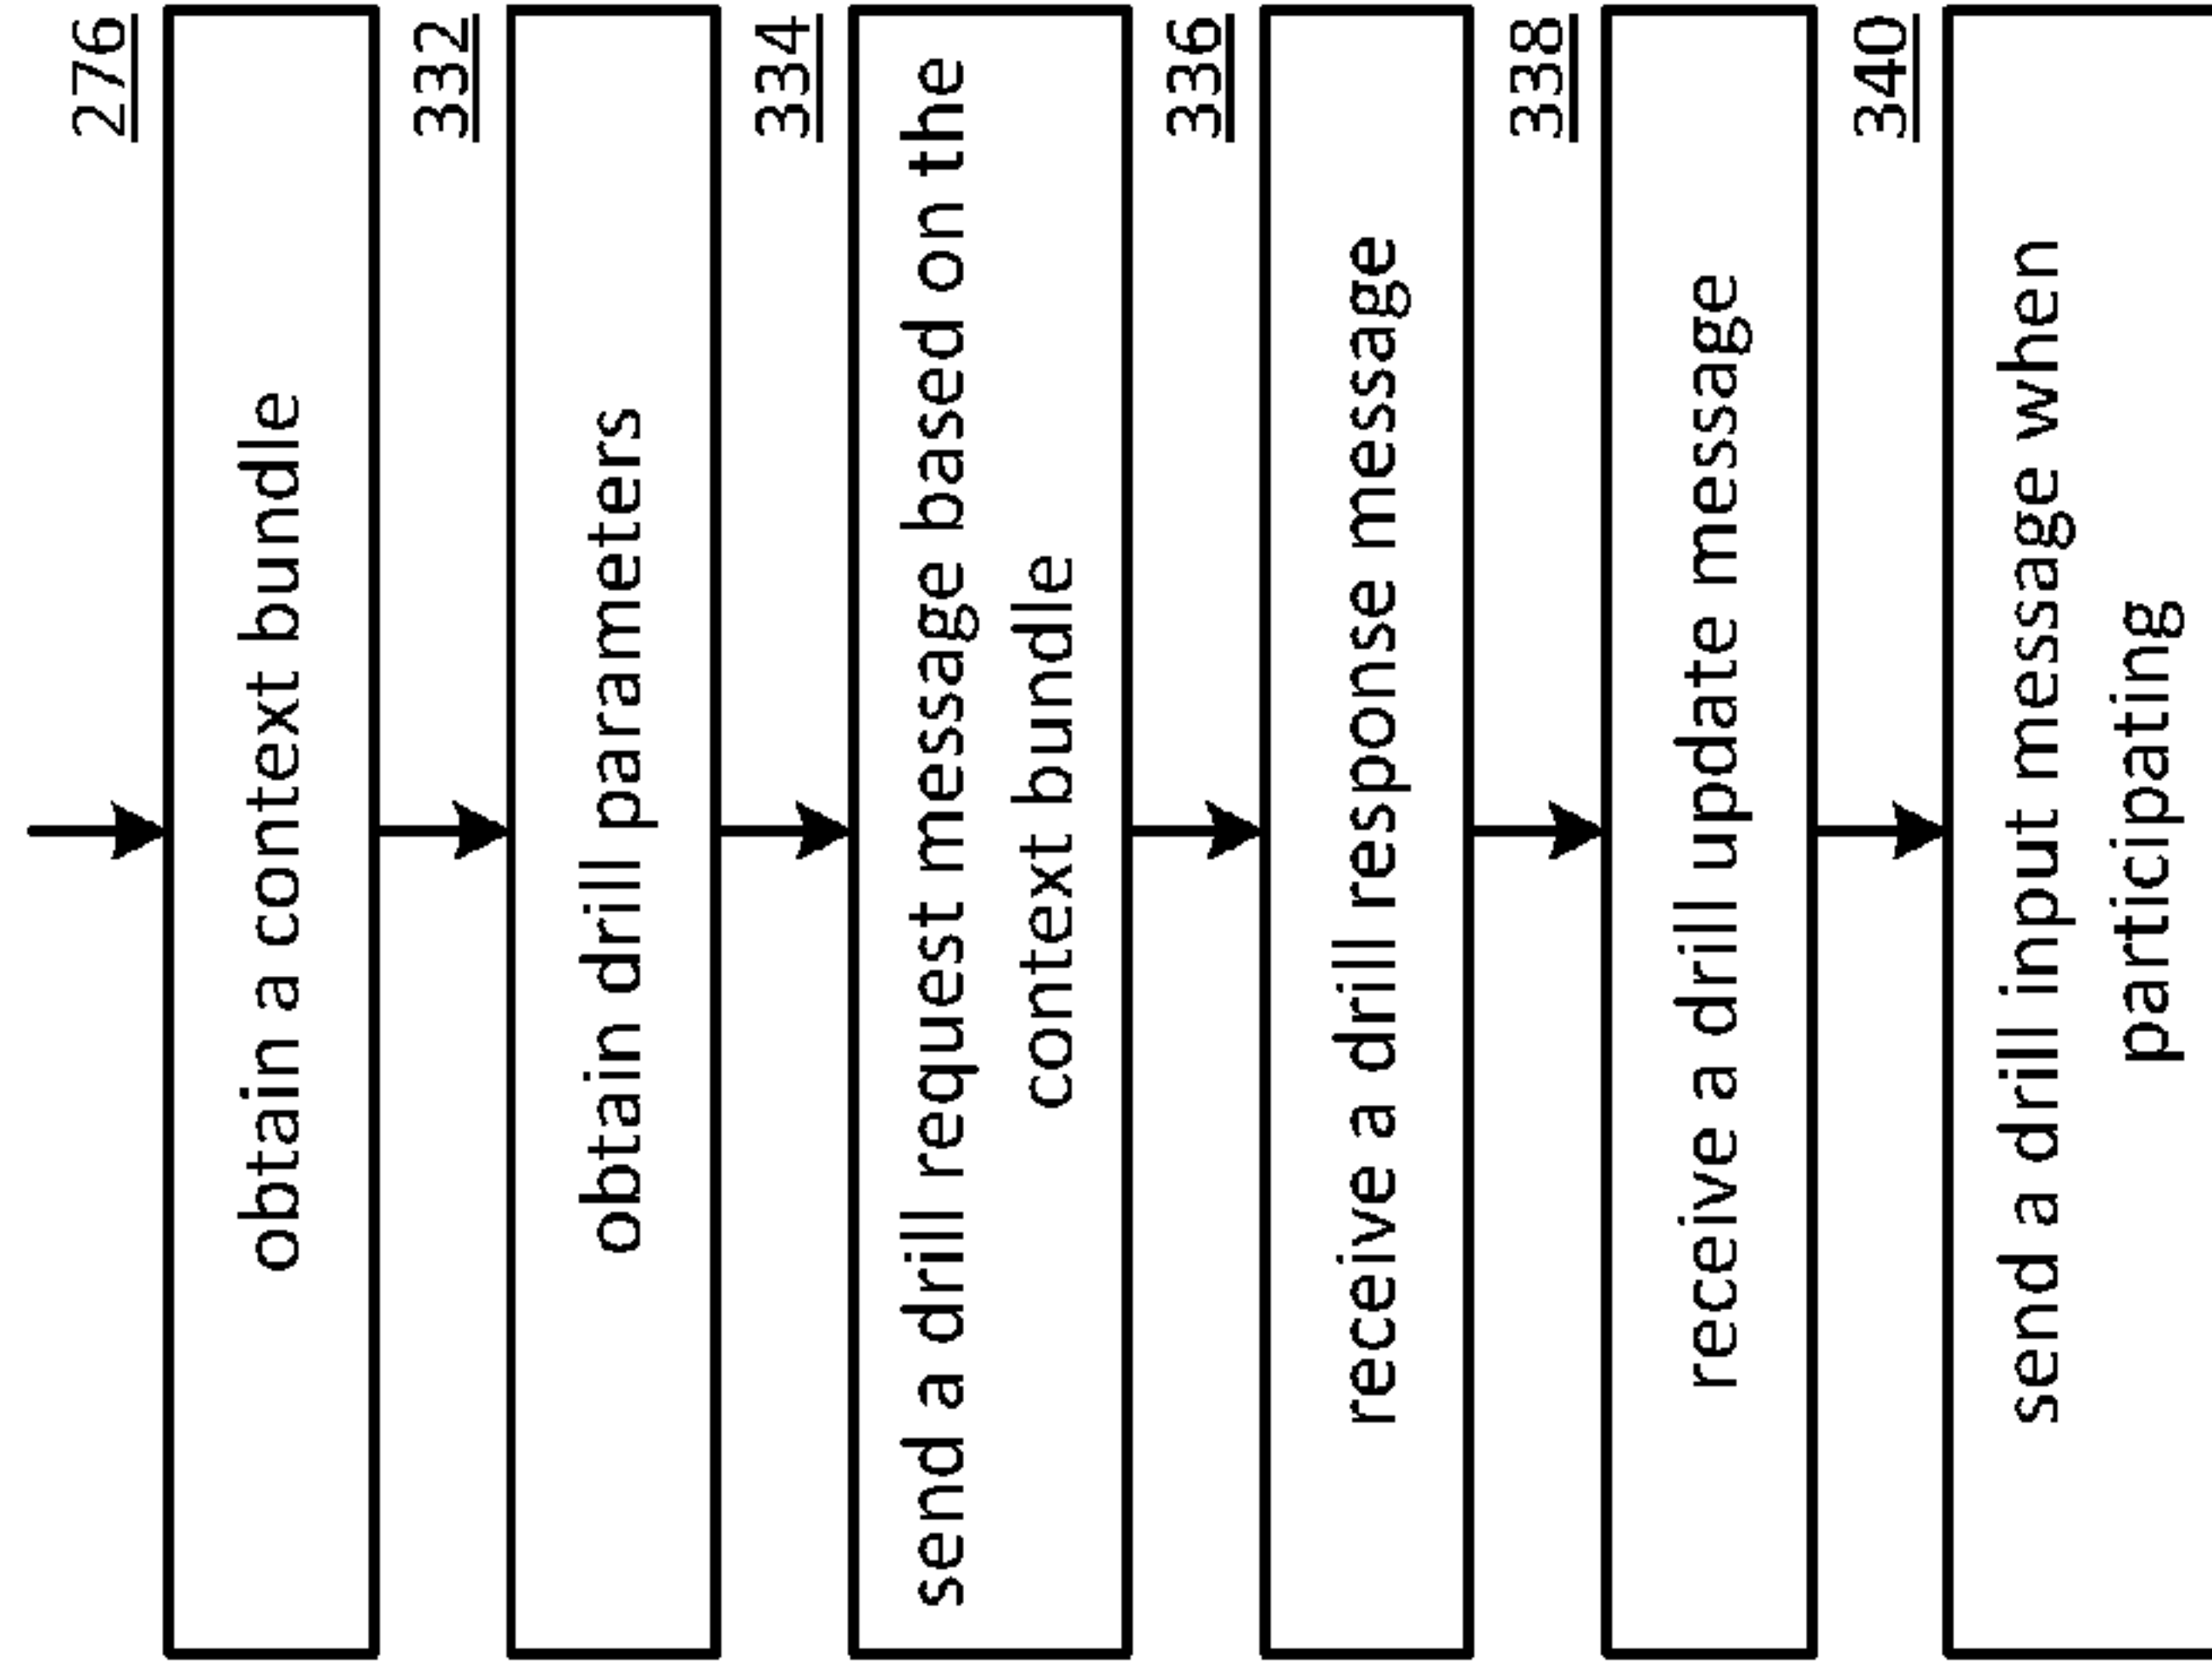 276
obtain a context bundle
332
obtain drill parameters
334
send a drill request message based on the
context bundle
336
receive a drill response message
338
receive a drill update message
340
send a drill input message when
participating